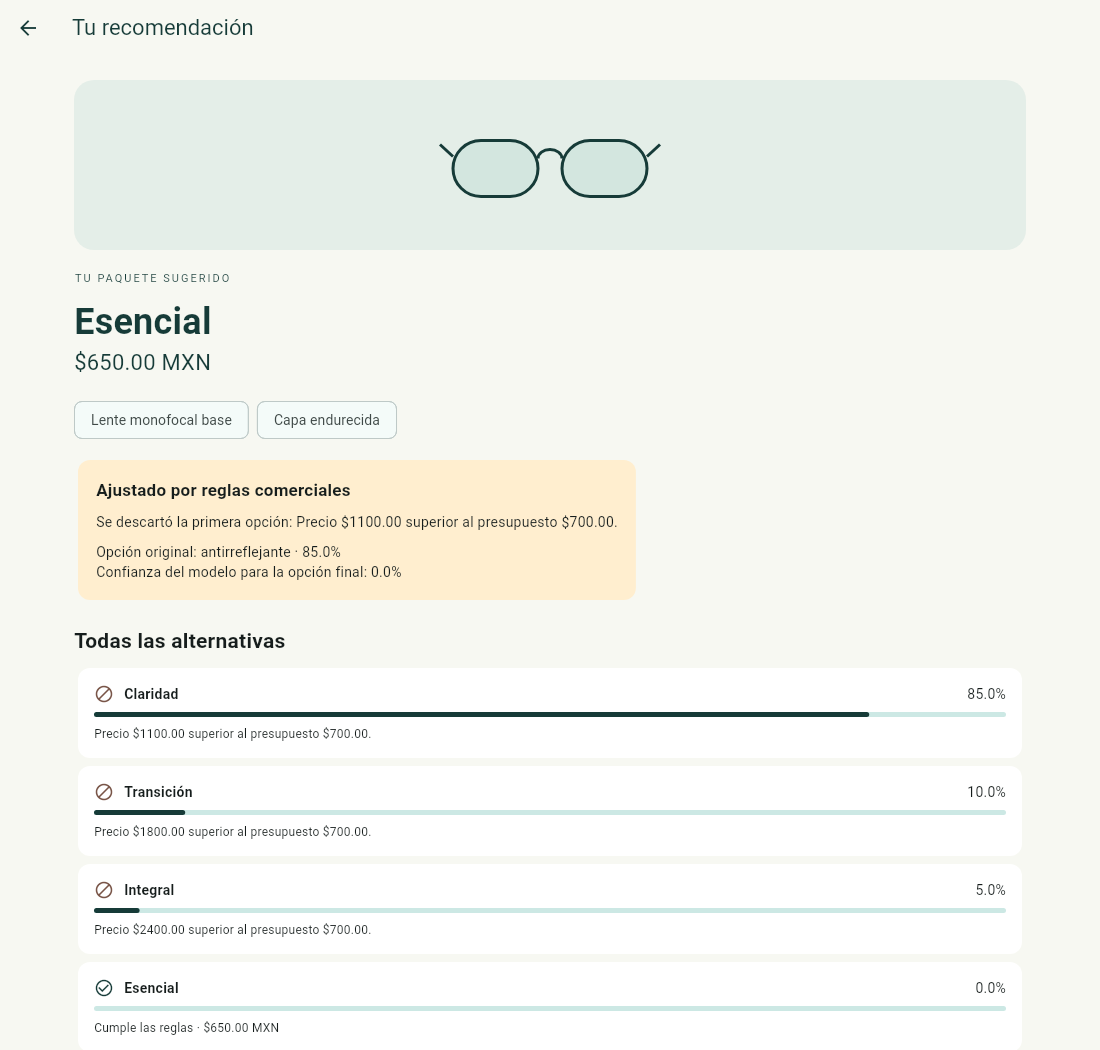 Tu recomendación
TU PAQUETE SUGERIDO
Esencial
$650.00 MXN
Lente monofocal base
Capa endurecida
Ajustado por reglas comerciales
Se descartó la primera opción: Precio $1100.00 superior al presupuesto $700.00.
Opción original: antirreflejante · 85.0%
Confianza del modelo para la opción final: 0.0%
Todas las alternativas
Claridad 85.0%
Precio $1100.00 superior al presupuesto $700.00.
Transición 10.0%
Precio $1800.00 superior al presupuesto $700.00.
Integral 5.0%
Precio $2400.00 superior al presupuesto $700.00.
Esencial 0.0%
Cumple las reglas · $650.00 MXN